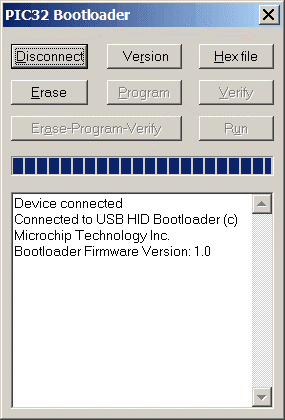 PIC32 Bootloader
Disconnect Version Hex file
Erase Program Verify
Erase-Program-Verify Run
Device connected
Connected to USB HID Bootloader (c)
Microchip Technology Inc.
Bootloader Firmware Version: 1.0